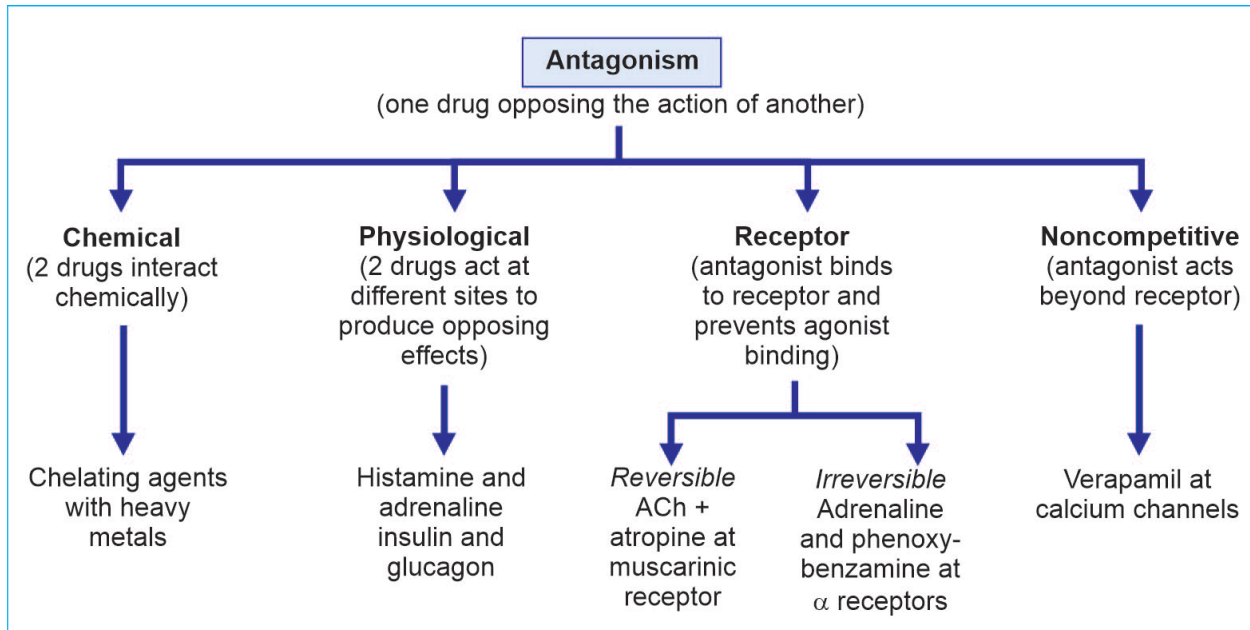 Antagonism
(one drug opposing the action of another)
Chemical
(2 drugs interact
chemically)
Physiological
(2 drugs act at
different sites to
produce opposing
effects)
Receptor
(antagonist binds
to receptor and
prevents agonist
binding)
Noncompetitive
(antagonist acts
beyond receptor)
Chelating agents
with heavy
metals
Histamine and
adrenaline
insulin and
glucagon
Reversible
ACh +
atropine at
muscarinic
receptor
Irreversible
Adrenaline
and phenoxy-
benzamine at
α receptors
Verapamil at
calcium channels